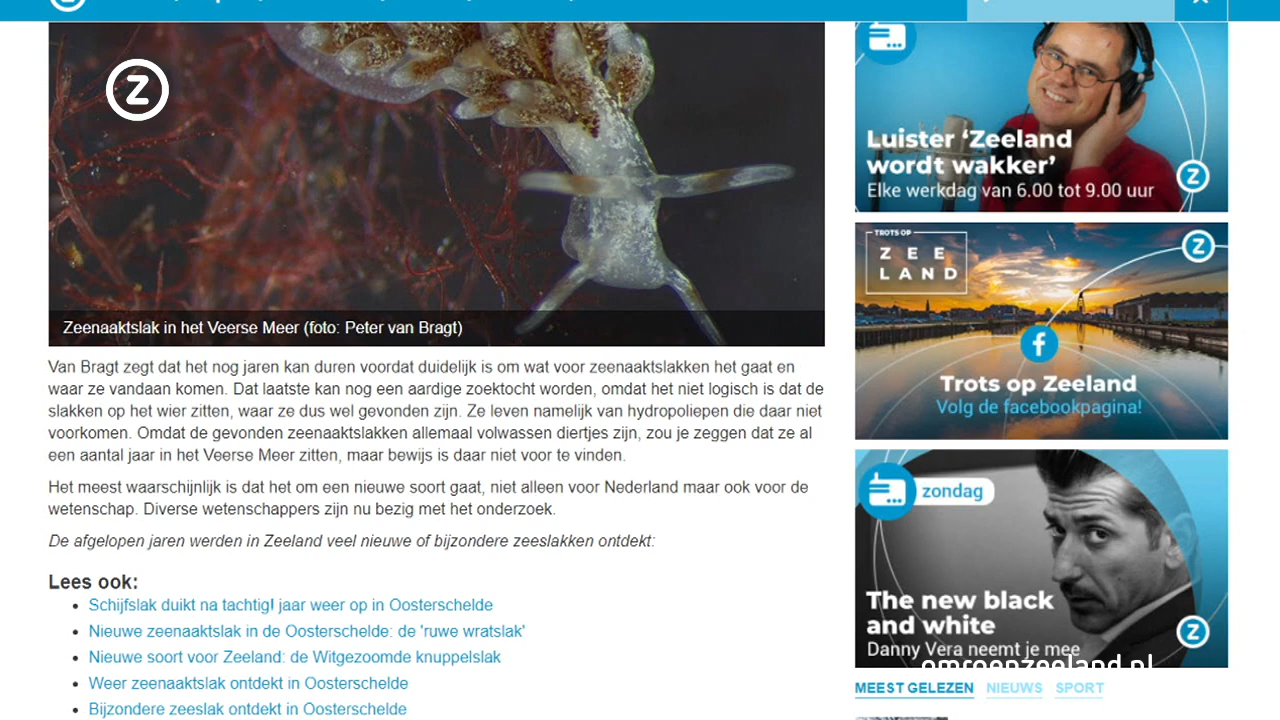 Z
Zeenaaktslak in het Veerse Meer (foto: Peter van Bragt)
Van Bragt zegt dat het nog jaren kan duren voordat duidelijk is om wat voor zeenaaktslakken het gaat en
waar ze vandaan komen. Dat laatste kan nog een aardige zoektocht worden, omdat het niet logisch is dat de
slakken op het wier zitten, waar ze dus wel gevonden zijn. Ze leven namelijk van hydropoliepen die daar niet
voorkomen. Omdat de gevonden zeenaaktslakken allemaal volwassen diertjes zijn, zou je zeggen dat ze al
een aantal jaar in het Veerse Meer zitten, maar bewijs is daar niet voor te vinden.
Het meest waarschijnlijk is dat het om een nieuwe soort gaat, niet alleen voor Nederland maar ook voor de
wetenschap. Diverse wetenschappers zijn nu bezig met het onderzoek.
De afgelopen jaren werden in Zeeland veel nieuwe of bijzondere zeeslakken ontdekt:
Lees ook:
Schijfslak duikt na tachtig jaar weer op in Oosterschelde
Nieuwe zeenaaktslak in de Oosterschelde: de 'ruwe wratslak'
Nieuwe soort voor Zeeland: de Witgezoomde knuppelslak
Weer zeenaaktslak ontdekt in Oosterschelde
Bijzondere zeeslak ontdekt in Oosterschelde
Luister ‘Zeeland
wordt wakker’
Elke werkdag van 6.00 tot 9.00 uur
Z
TROTS OP
ZEE
LAND
Z
f
Trots op Zeeland
Volg de facebookpagina!
zondag
The new black
and white
Danny Vera neemt je mee
Z
omroepzeeland.nl
MEEST GELEZEN NIEUWS SPORT